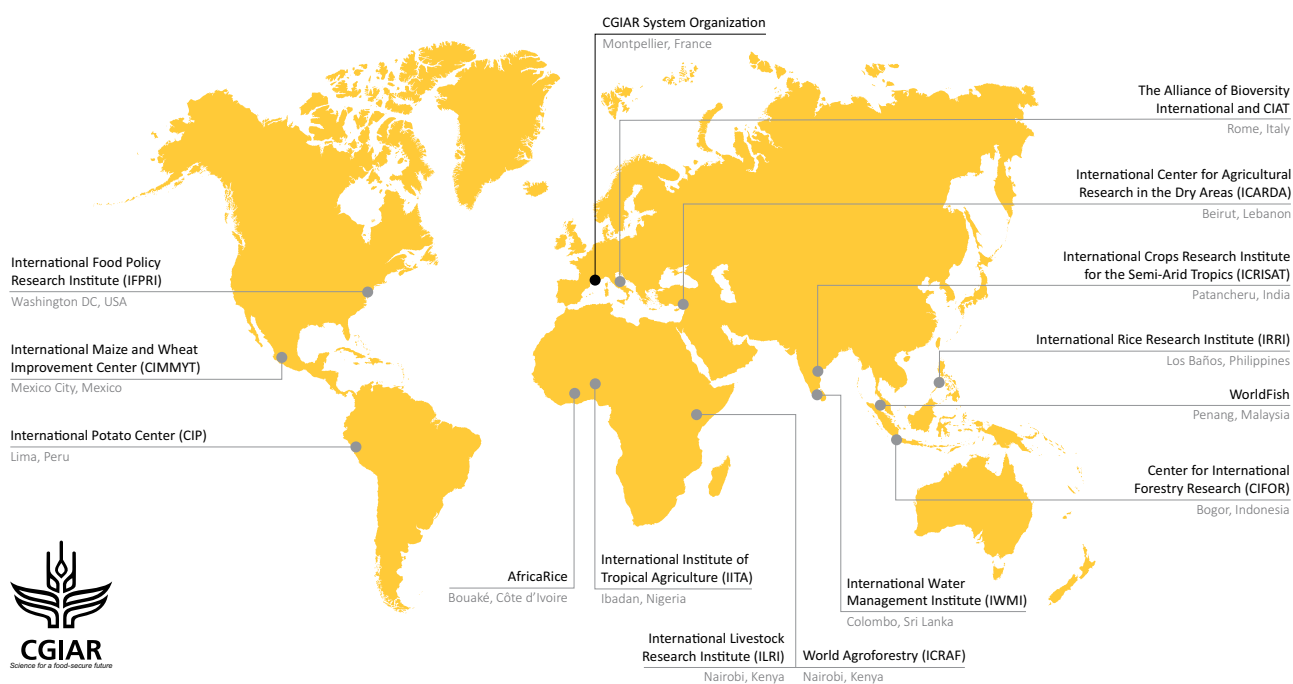 CGIAR System Organization
Montpellier, France
The Alliance of Bioversity
International and CIAT
Rome, Italy
International Center for Agricultural
Research in the Dry Areas (ICARDA)
Beirut, Lebanon
International Food Policy
Research Institute (IFPRI)
Washington DC, USA
International Crops Research Institute
for the Semi-Arid Tropics (ICRISAT)
Patancheru, India
International Maize and Wheat
Improvement Center (CIMMYT)
Mexico City, Mexico
International Rice Research Institute (IRRI)
Los Baños, Philippines
WorldFish
Penang, Malaysia
International Potato Center (CIP)
Lima, Peru
Center for International
Forestry Research (CIFOR)
Bogor, Indonesia
AfricaRice
Bouaké, Côte d’Ivoire
International Institute of
Tropical Agriculture (IITA)
Ibadan, Nigeria
International Water
Management Institute (IWMI)
Colombo, Sri Lanka
International Livestock
Research Institute (ILRI)
Nairobi, Kenya
World Agroforestry (ICRAF)
Nairobi, Kenya
CGIAR
Science for a food-secure future